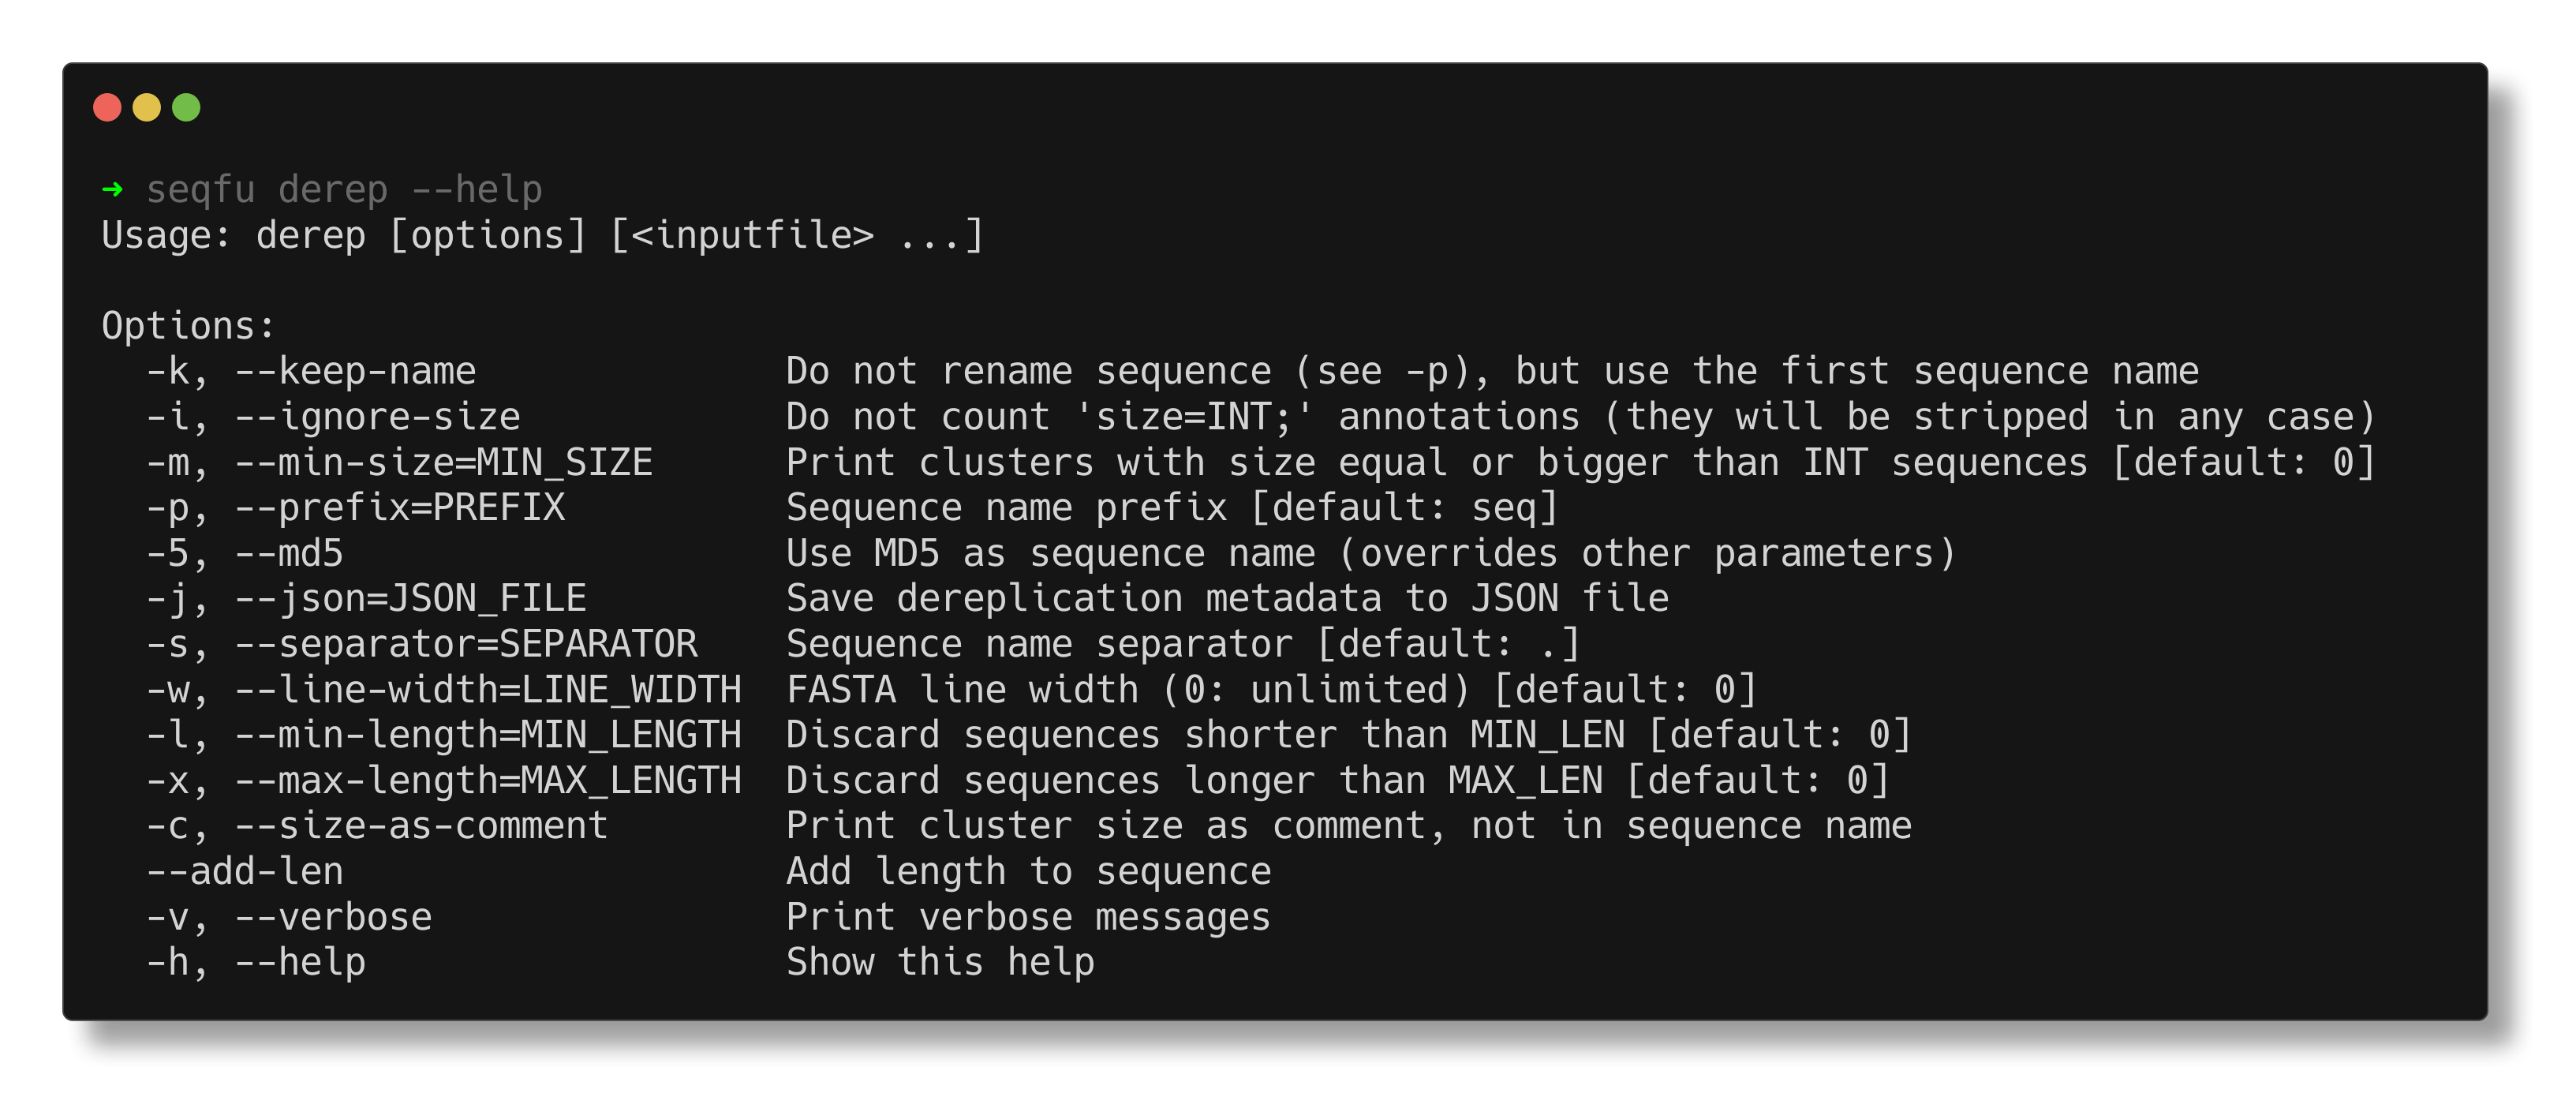 ➜ seqfu derep --help
Usage: derep [options] [<inputfile> ...]

Options:
  -k, --keep-name              Do not rename sequence (see -p), but use the first sequence name
  -i, --ignore-size            Do not count 'size=INT;' annotations (they will be stripped in any case)
  -m, --min-size=MIN_SIZE      Print clusters with size equal or bigger than INT sequences [default: 0]
  -p, --prefix=PREFIX          Sequence name prefix [default: seq]
  -5, --md5                    Use MD5 as sequence name (overrides other parameters)
  -j, --json=JSON_FILE         Save dereplication metadata to JSON file
  -s, --separator=SEPARATOR    Sequence name separator [default: .]
  -w, --line-width=LINE_WIDTH  FASTA line width (0: unlimited) [default: 0]
  -l, --min-length=MIN_LENGTH  Discard sequences shorter than MIN_LEN [default: 0]
  -x, --max-length=MAX_LENGTH  Discard sequences longer than MAX_LEN [default: 0]
  -c, --size-as-comment        Print cluster size as comment, not in sequence name
  --add-len                    Add length to sequence
  -v, --verbose                Print verbose messages
  -h, --help                   Show this help